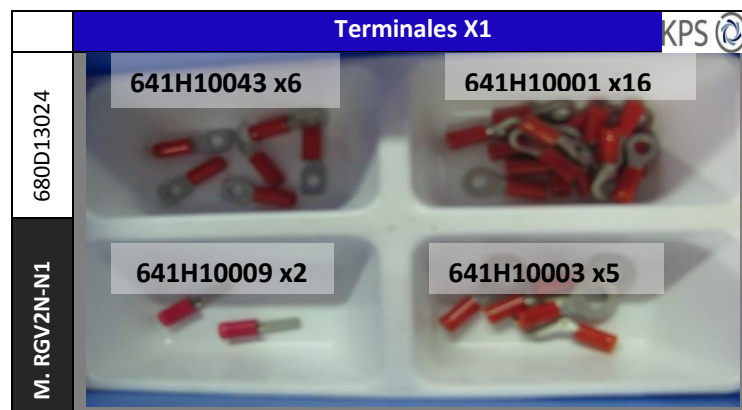 Terminales X1
KPS
680D13024
641H10043 x6
641H10001 x16
M. RGV2N-N1
641H10009 x2
641H10003 x5